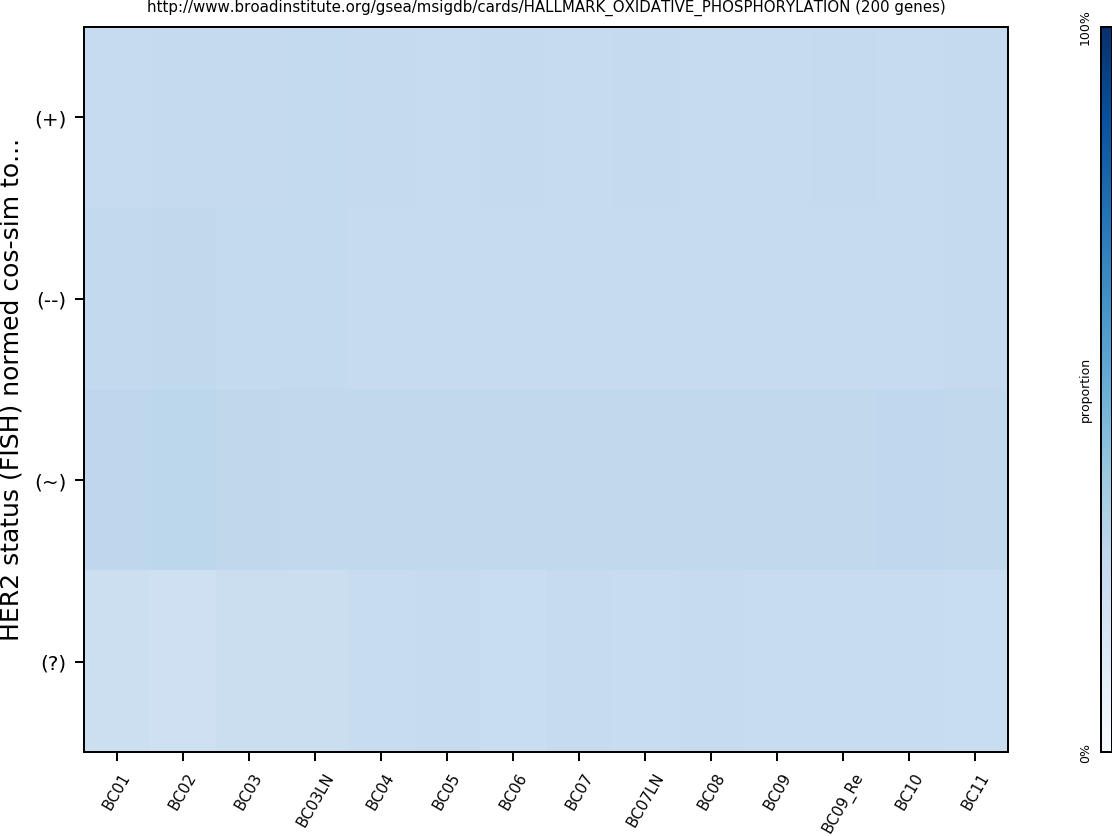 http://www.broadinstitute.org/gsea/msigdb/cards/HALLMARK_OXIDATIVE_PHOSPHORYLATION (200 genes)
HER2 status (FISH) normed cos-sim to...
(+)
(--)
(~)
(?)
BC01
BC02
BC03
BC03LN
BC04
BC05
BC06
BC07
BC07LN
BC08
BC09
BC09_Re
BC10
BC11
100%
proportion
0%